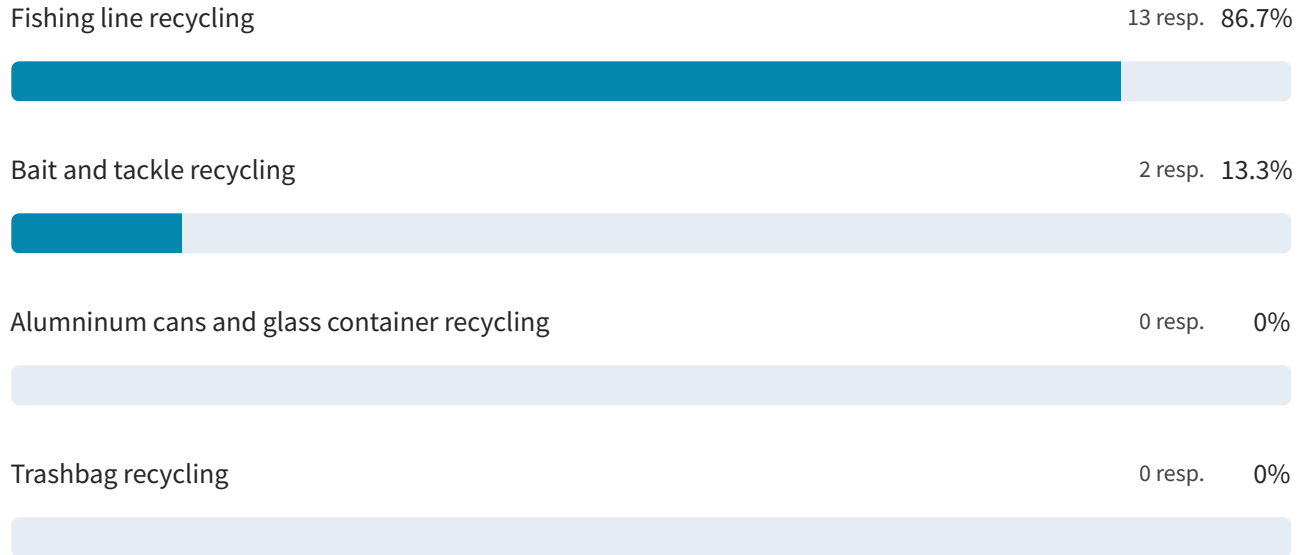 Fishing line recycling 13 resp. 86.7%
Bait and tackle recycling 2 resp. 13.3%
Alumninum cans and glass container recycling 0 resp. 0%
Trashbag recycling 0 resp. 0%